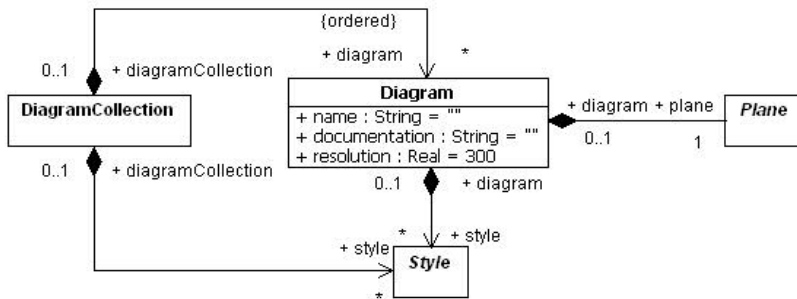 {ordered}
+ diagram *
0..1 + diagramCollection
DiagramCollection
Diagram
+ name : String = ""
+ documentation : String = ""
+ resolution : Real = 300
+ diagram + plane
0..1 1
Plane
0..1 + diagramCollection
0..1 + diagram
* + style
+ style
*
Style